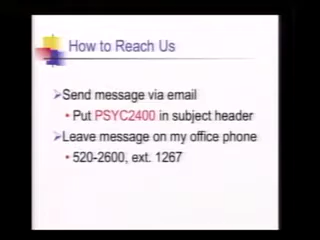 How to Reach Us
➢Send message via email
• Put PSYC2400 in subject header
➢Leave message on my office phone
• 520-2600, ext. 1267